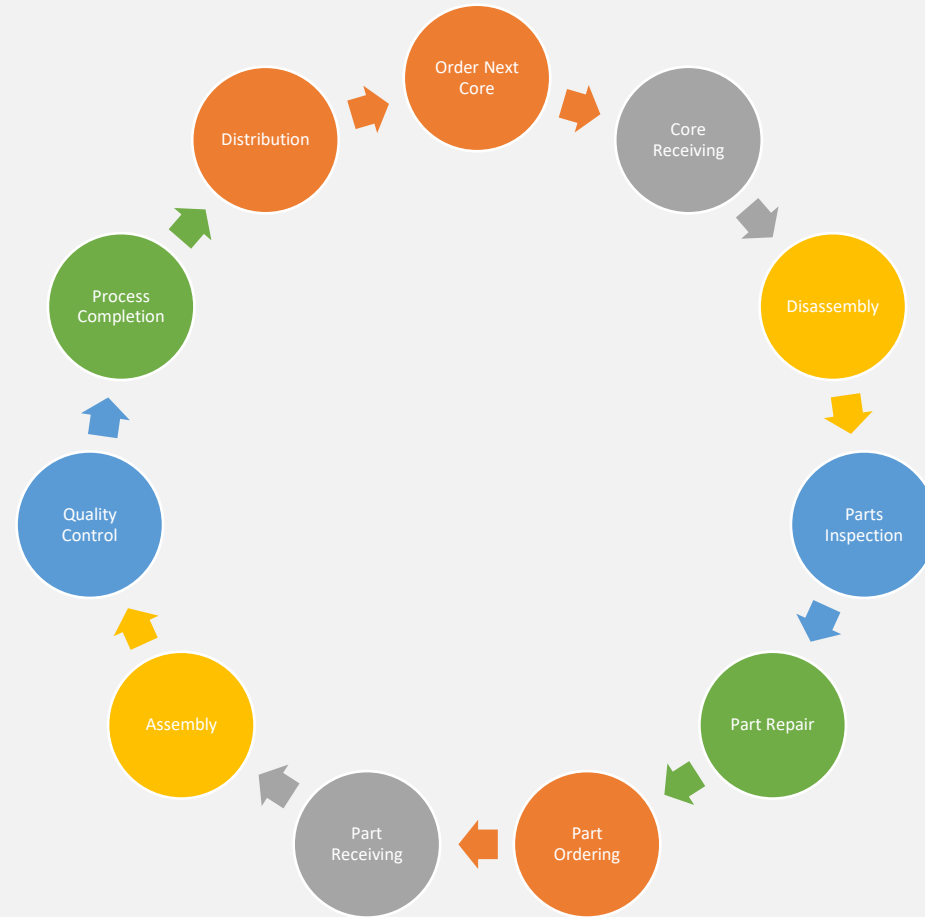 Order Next
Core
Core
Receiving
Disassembly
Parts
Inspection
Part Repair
Part
Ordering
Part
Receiving
Assembly
Quality
Control
Process
Completion
Distribution